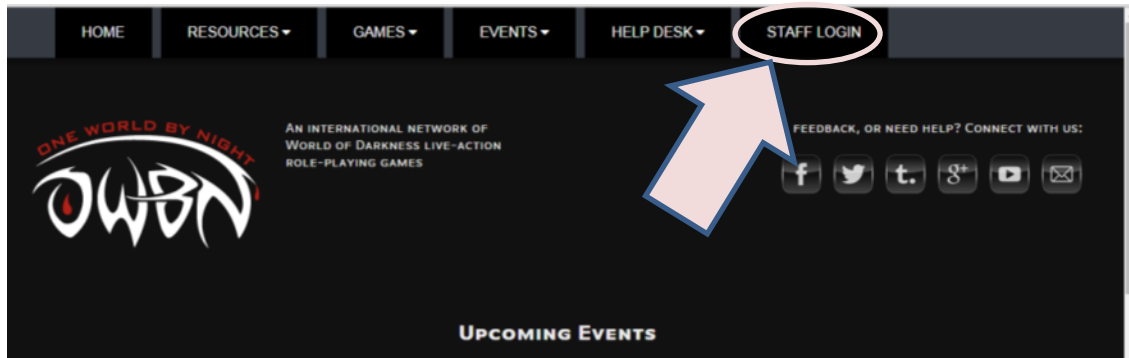 HOME RESOURCES GAMES EVENTS HELP DESK STAFF LOGIN
ONE WORLD BY NIGHT
OWBN
AN INTERNATIONAL NETWORK OF
WORLD OF DARKNESS LIVE-ACTION
ROLE-PLAYING GAMES
FEEDBACK, OR NEED HELP? CONNECT WITH US:
f t. g+
UPCOMING EVENTS